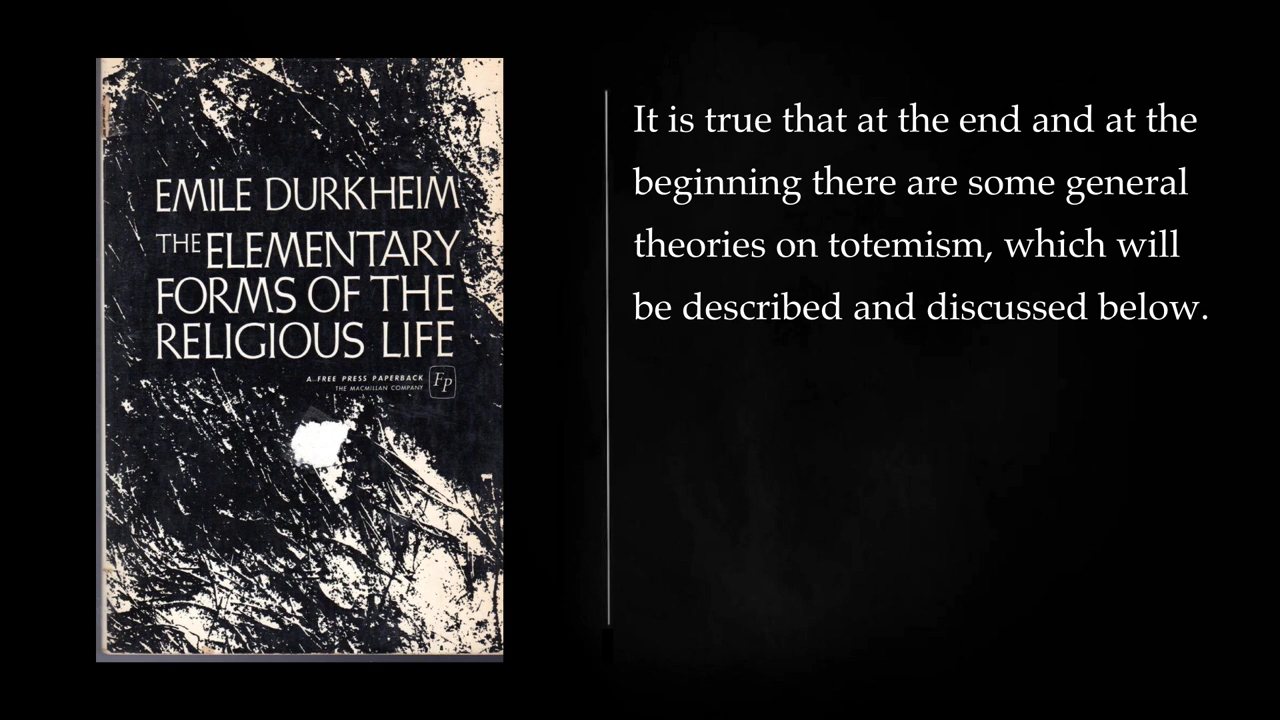 EMILE DURKHEIM
THE ELEMENTARY
FORMS OF THE
RELIGIOUS LIFE
A FREE PRESS PAPERBACK
THE MACMILLAN COMPANY
FP
It is true that at the end and at the
beginning there are some general
theories on totemism, which will
be described and discussed below.